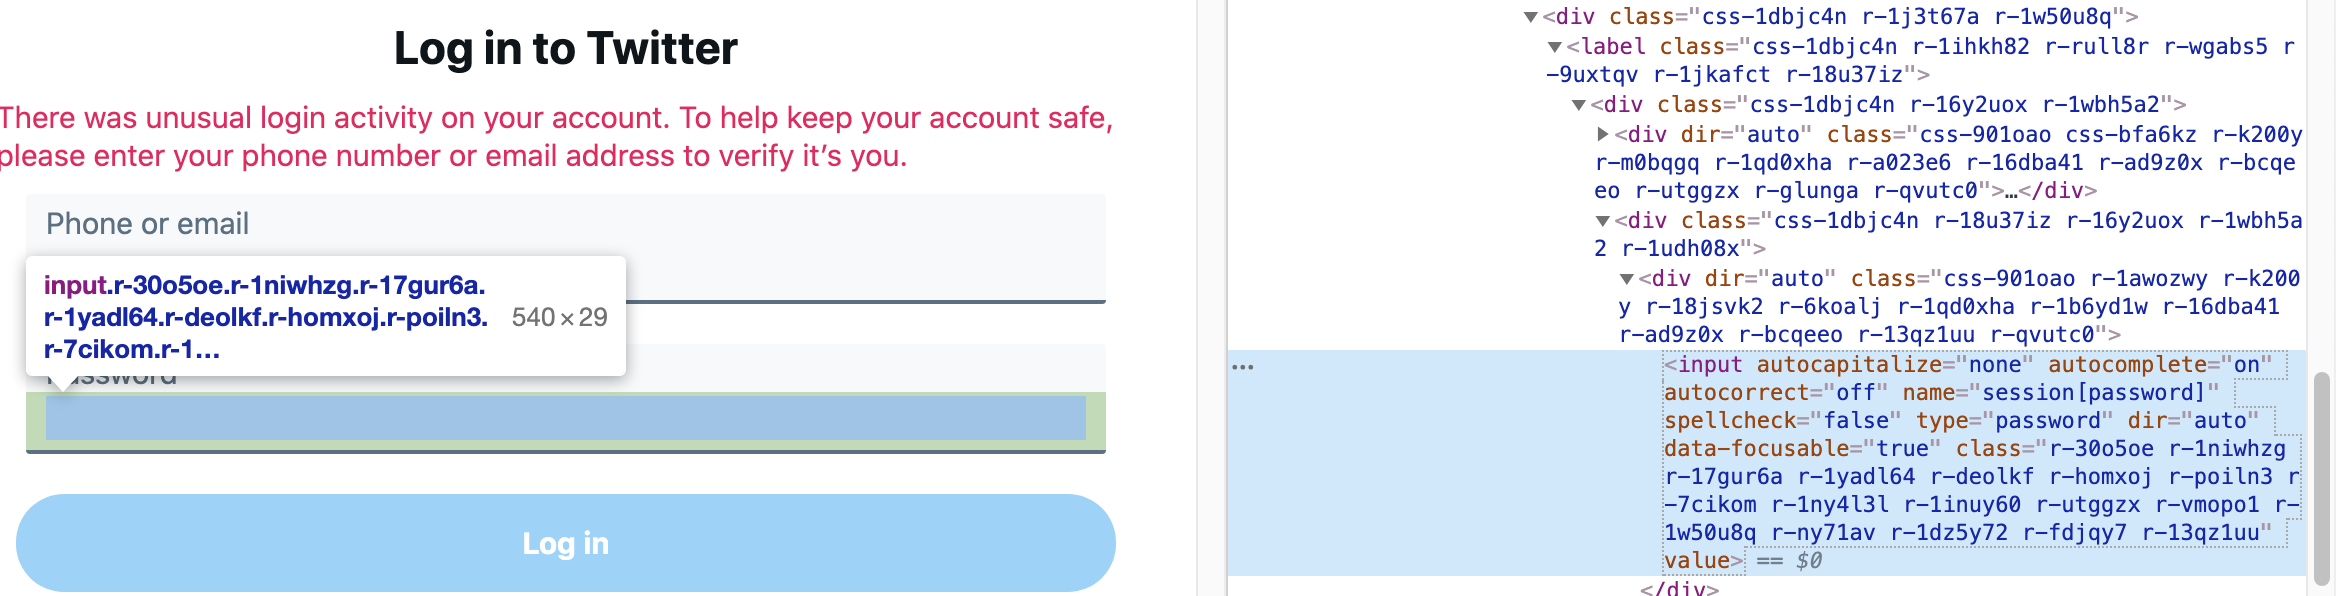 Log in to Twitter
There was unusual login activity on your account. To help keep your account safe,
please enter your phone number or email address to verify it’s you.
Phone or email
input.r-30o5oe.r-1niwhzg.r-17gur6a.
r-1yadl64.r-deolkf.r-homxoj.r-poiln3. 540 × 29
r-7cikom.r-1…
Password
Log in
<div class="css-1dbjc4n r-1j3t67a r-1w50u8q">
<label class="css-1dbjc4n r-1ihkh82 r-rull8r r-wgabs5 r
-9uxtqv r-1jkafct r-18u37iz">
<div class="css-1dbjc4n r-16y2uox r-1wbh5a2">
<div dir="auto" class="css-901oao css-bfa6kz r-k200y
r-m0bqgq r-1qd0xha r-a023e6 r-16dba41 r-ad9z0x r-bcqe
eo r-utggzx r-glunga r-qvutc0">…</div>
<div class="css-1dbjc4n r-18u37iz r-16y2uox r-1wbh5a
2 r-1udh08x">
<div dir="auto" class="css-901oao r-1awozwy r-k200
y r-18jsvk2 r-6koalj r-1qd0xha r-1b6yd1w r-16dba41
r-ad9z0x r-bcqeeo r-13qz1uu r-qvutc0">
… <input autocapitalize="none" autocomplete="on"
autocorrect="off" name="session[password]"
spellcheck="false" type="password" dir="auto"
data-focusable="true" class="r-30o5oe r-1niwhzg
r-17gur6a r-1yadl64 r-deolkf r-homxoj r-poiln3 r
-7cikom r-1ny4l3l r-1inuy60 r-utggzx r-vmopo1 r-
1w50u8q r-ny71av r-1dz5y72 r-fdjqy7 r-13qz1uu"
value> == $0
</div>